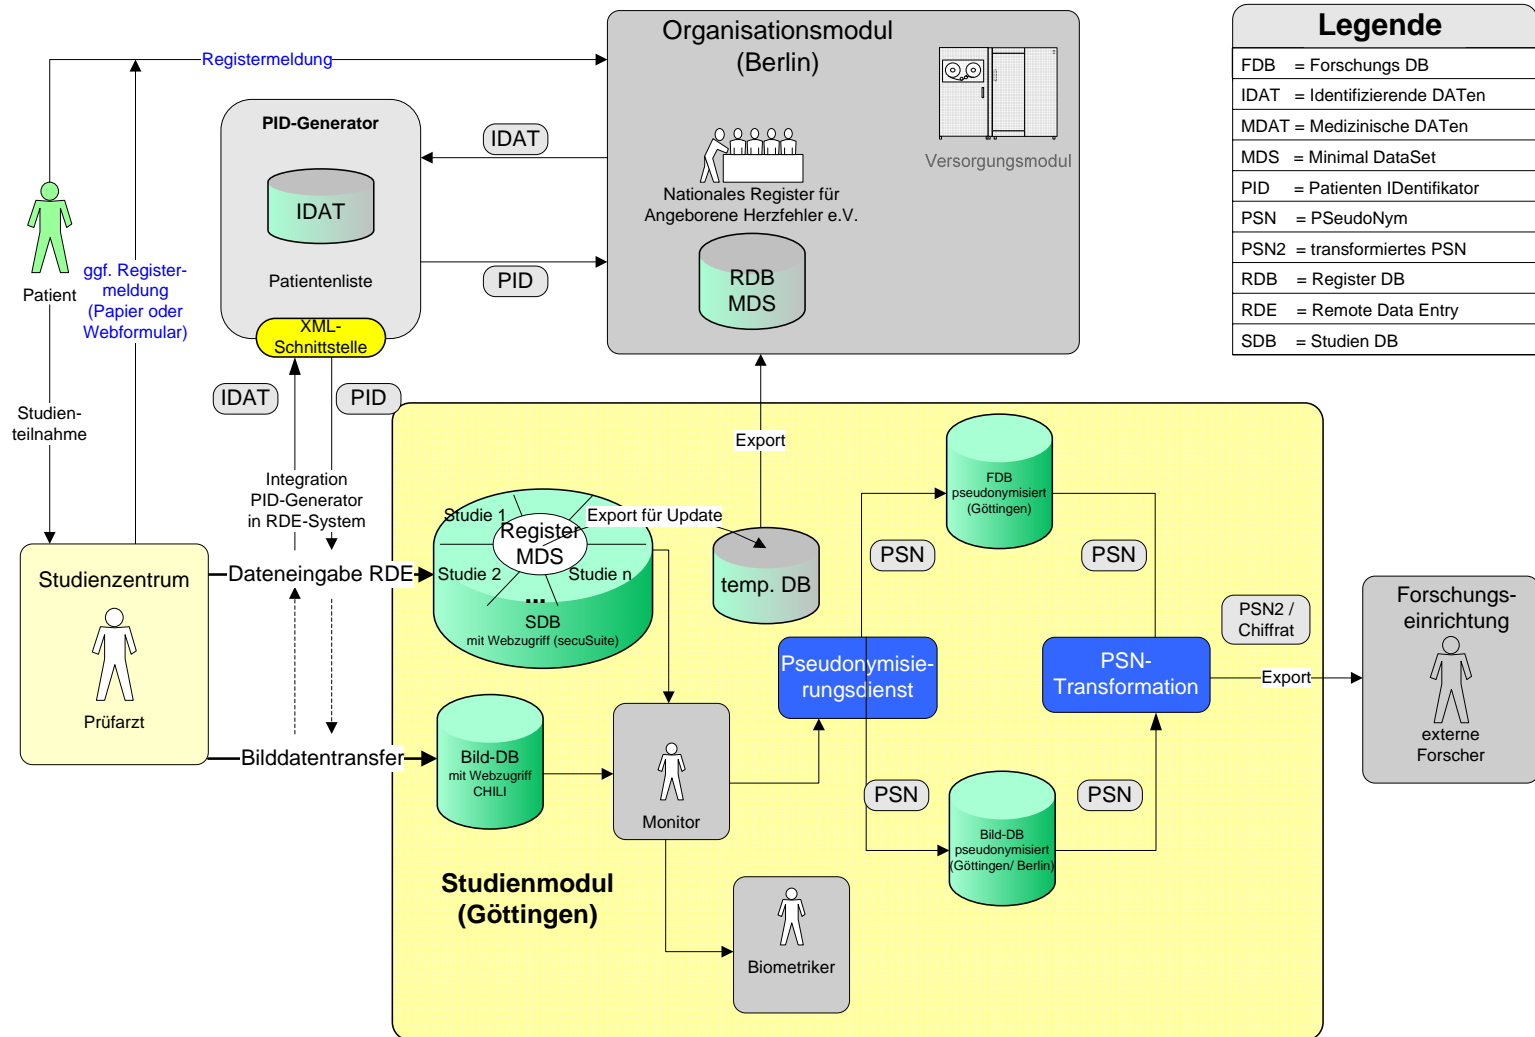 Organisationsmodul
(Berlin)
Versorgungsmodul
Nationales Register für
Angeborene Herzfehler e.V.
RDB
MDS
Legende
FDB = Forschungs DB
IDAT = Identifizierende DATen
MDAT = Medizinische DATen
MDS = Minimal DataSet
PID = Patienten IDentifikator
PSN = PSeudoNym
PSN2 = transformiertes PSN
RDB = Register DB
RDE = Remote Data Entry
SDB = Studien DB
Registermeldung
PID-Generator
IDAT
Patientenliste
XML-
Schnittstelle
IDAT
PID
Patient
ggf. Register-
meldung
(Papier oder
Webformular)
IDAT
PID
Studien-
teilnahme
Integration
PID-Generator
in RDE-System
Studienzentrum
Prüfarzt
Dateneingabe RDE
Bilddatentransfer
Export
Studie 1
Register
MDS
Export für Update
Studie 2
Studie n
...
SDB
mit Webzugriff (secuSuite)
temp. DB
Bild-DB
mit Webzugriff
CHILI
Monitor
Studienmodul
(Göttingen)
Biometriker
Pseudonymisie-
rungsdienst
PSN
PSN
FDB
pseudonymisiert
(Göttingen)
PSN-
Transformation
PSN
PSN
Bild-DB
pseudonymisiert
(Göttingen/ Berlin)
PSN2 /
Chiffrat
Export
Forschungs-
einrichtung
externe
Forscher